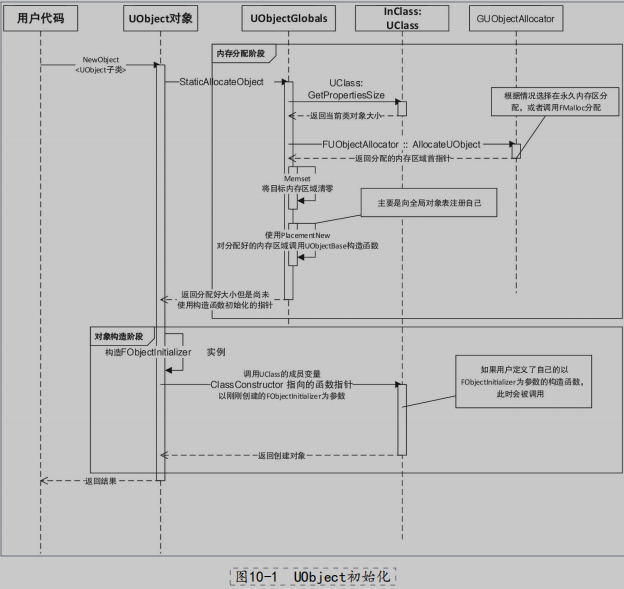 用户代码
UObject对象
UObjectGlobals
InClass:
UClass
GUObjectAllocator
内存分配阶段
NewObject
<UObject子类>
StaticAllocateObject
UClass:
GetPropertiesSize
返回当前类对象大小
根据情况选择在永久内存区分
配，或者调用FMalloc分配
FUObjectAllocator :: AllocateUObject
返回分配的内存区域首指针
Memset
将目标内存区域清零
主要是向全局对象表注册自己
使用PlacementNew
对分配好的内存区域调用UObjectBase构造函数
返回分配好大小但是尚未
使用构造函数初始化的指针
对象构造阶段
构造FObjectInitializer 实例
调用UClass的成员变量
ClassConstructor 指向的函数指针
以刚刚创建的FObjectInitializer为参数
如果用户定义了自己的以
FObjectInitializer为参数的构造函数，
此时会被调用
返回创建对象
返回结果
图10-1 UObject初始化